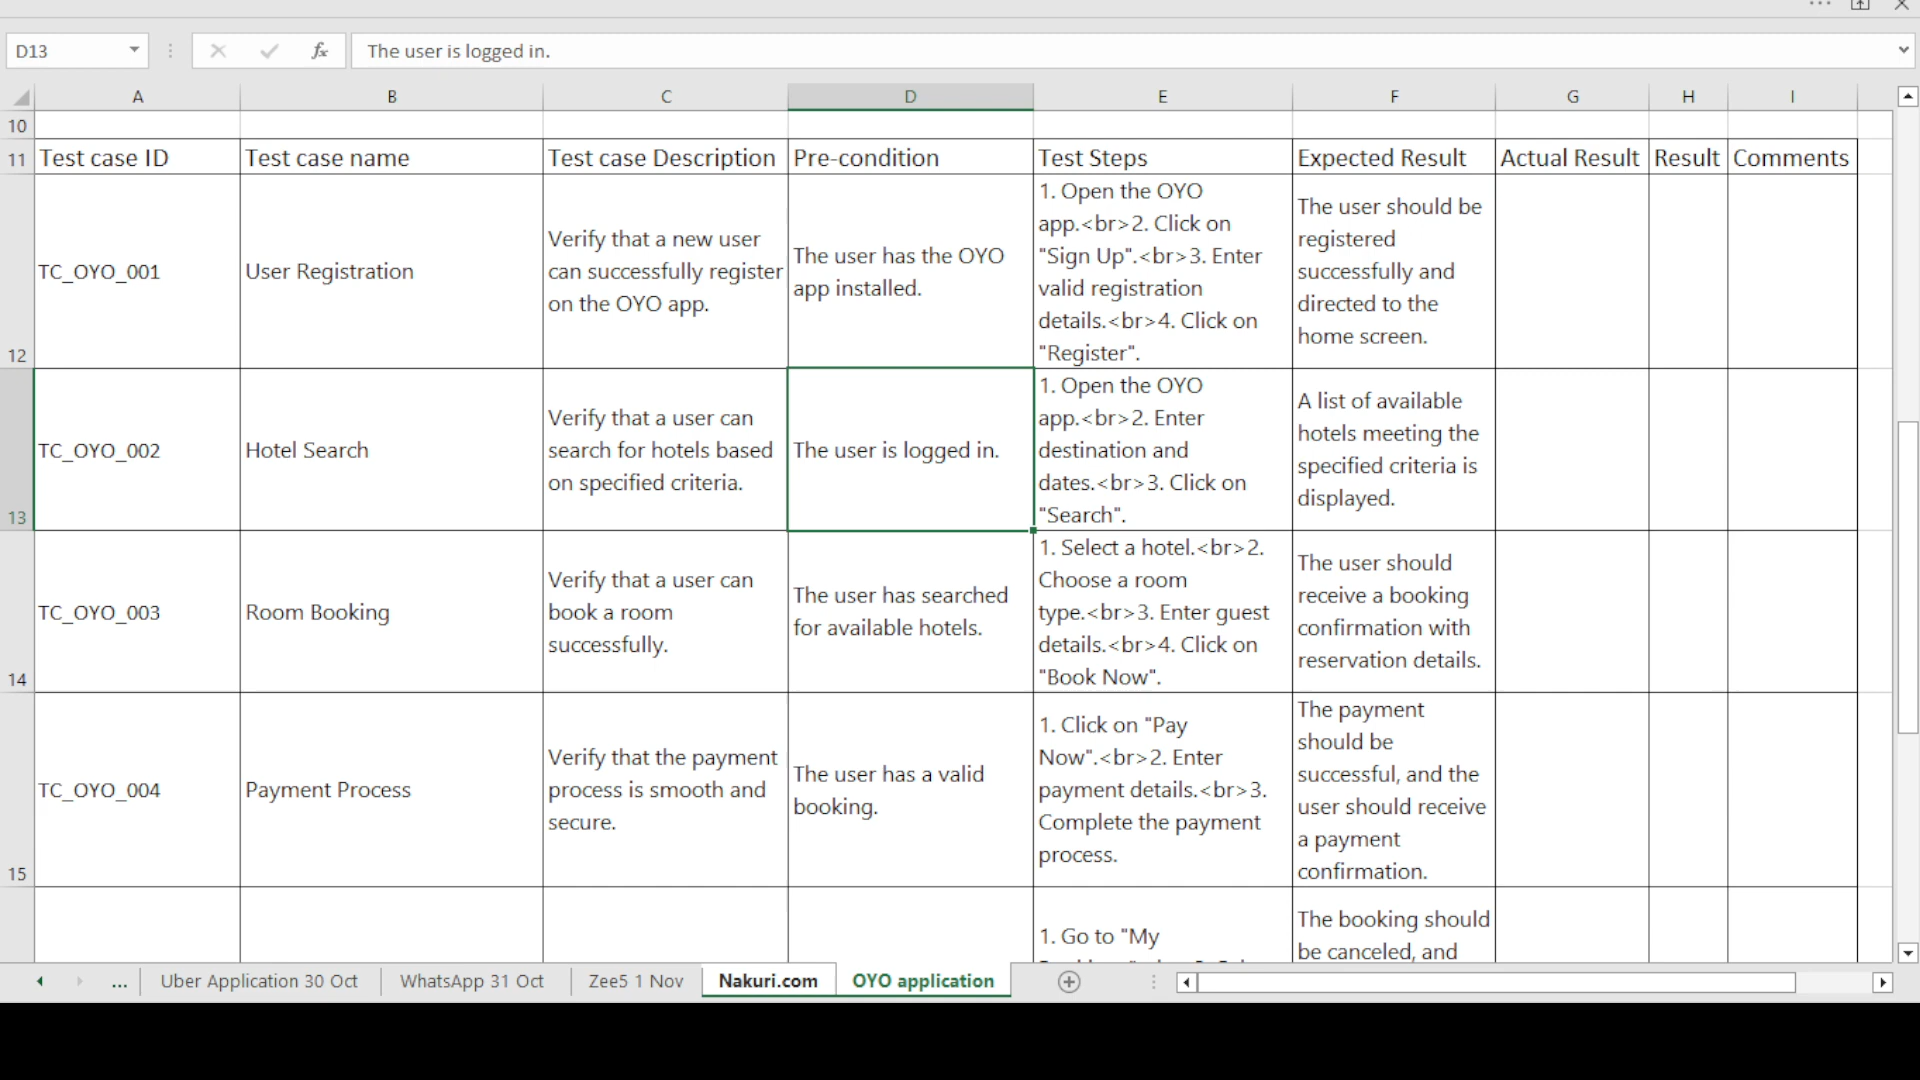 D13
fx
The user is logged in.
A B C D E F G H I
10
11 Test case ID Test case name Test case Description Pre-condition Test Steps Expected Result Actual Result Result Comments
12
TC_OYO_001
User Registration
Verify that a new user
can successfully register
on the OYO app.
The user has the OYO
app installed.
1. Open the OYO
app.<br>2. Click on
"Sign Up".<br>3. Enter
valid registration
details.<br>4. Click on
"Register".
The user should be
registered
successfully and
directed to the
home screen.
13
TC_OYO_002
Hotel Search
Verify that a user can
search for hotels based
on specified criteria.
The user is logged in.
1. Open the OYO
app.<br>2. Enter
destination and
dates.<br>3. Click on
"Search".
A list of available
hotels meeting the
specified criteria is
displayed.
14
TC_OYO_003
Room Booking
Verify that a user can
book a room
successfully.
The user has searched
for available hotels.
1. Select a hotel.<br>2.
Choose a room
type.<br>3. Enter guest
details.<br>4. Click on
"Book Now".
The user should
receive a booking
confirmation with
reservation details.
15
TC_OYO_004
Payment Process
Verify that the payment
process is smooth and
secure.
The user has a valid
booking.
1. Click on "Pay
Now".<br>2. Enter
payment details.<br>3.
Complete the payment
process.
The payment
should be
successful, and the
user should receive
a payment
confirmation.
1. Go to "My
The booking should
be canceled, and
... Uber Application 30 Oct WhatsApp 31 Oct Zee5 1 Nov Nakuri.com OYO application